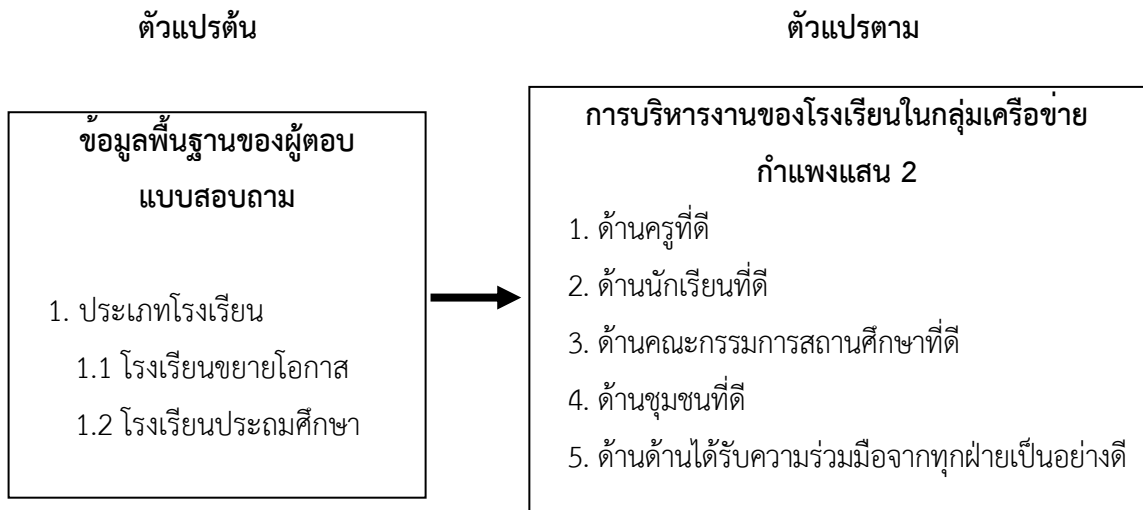 ตัวแปรต้น
ตัวแปรตาม
ข้อมูลพื้นฐานของผู้ตอบ
แบบสอบถาม
1. ประเภทโรงเรียน
1.1 โรงเรียนขยายโอกาส
1.2 โรงเรียนประถมศึกษา
การบริหารงานของโรงเรียนในกลุ่มเครือข่าย
กำแพงแสน 2
1. ด้านครูที่ดี
2. ด้านนักเรียนที่ดี
3. ด้านคณะกรรมการสถานศึกษาที่ดี
4. ด้านชุมชนที่ดี
5. ด้านด้านได้รับความร่วมมือจากทุกฝ่ายเป็นอย่างดี